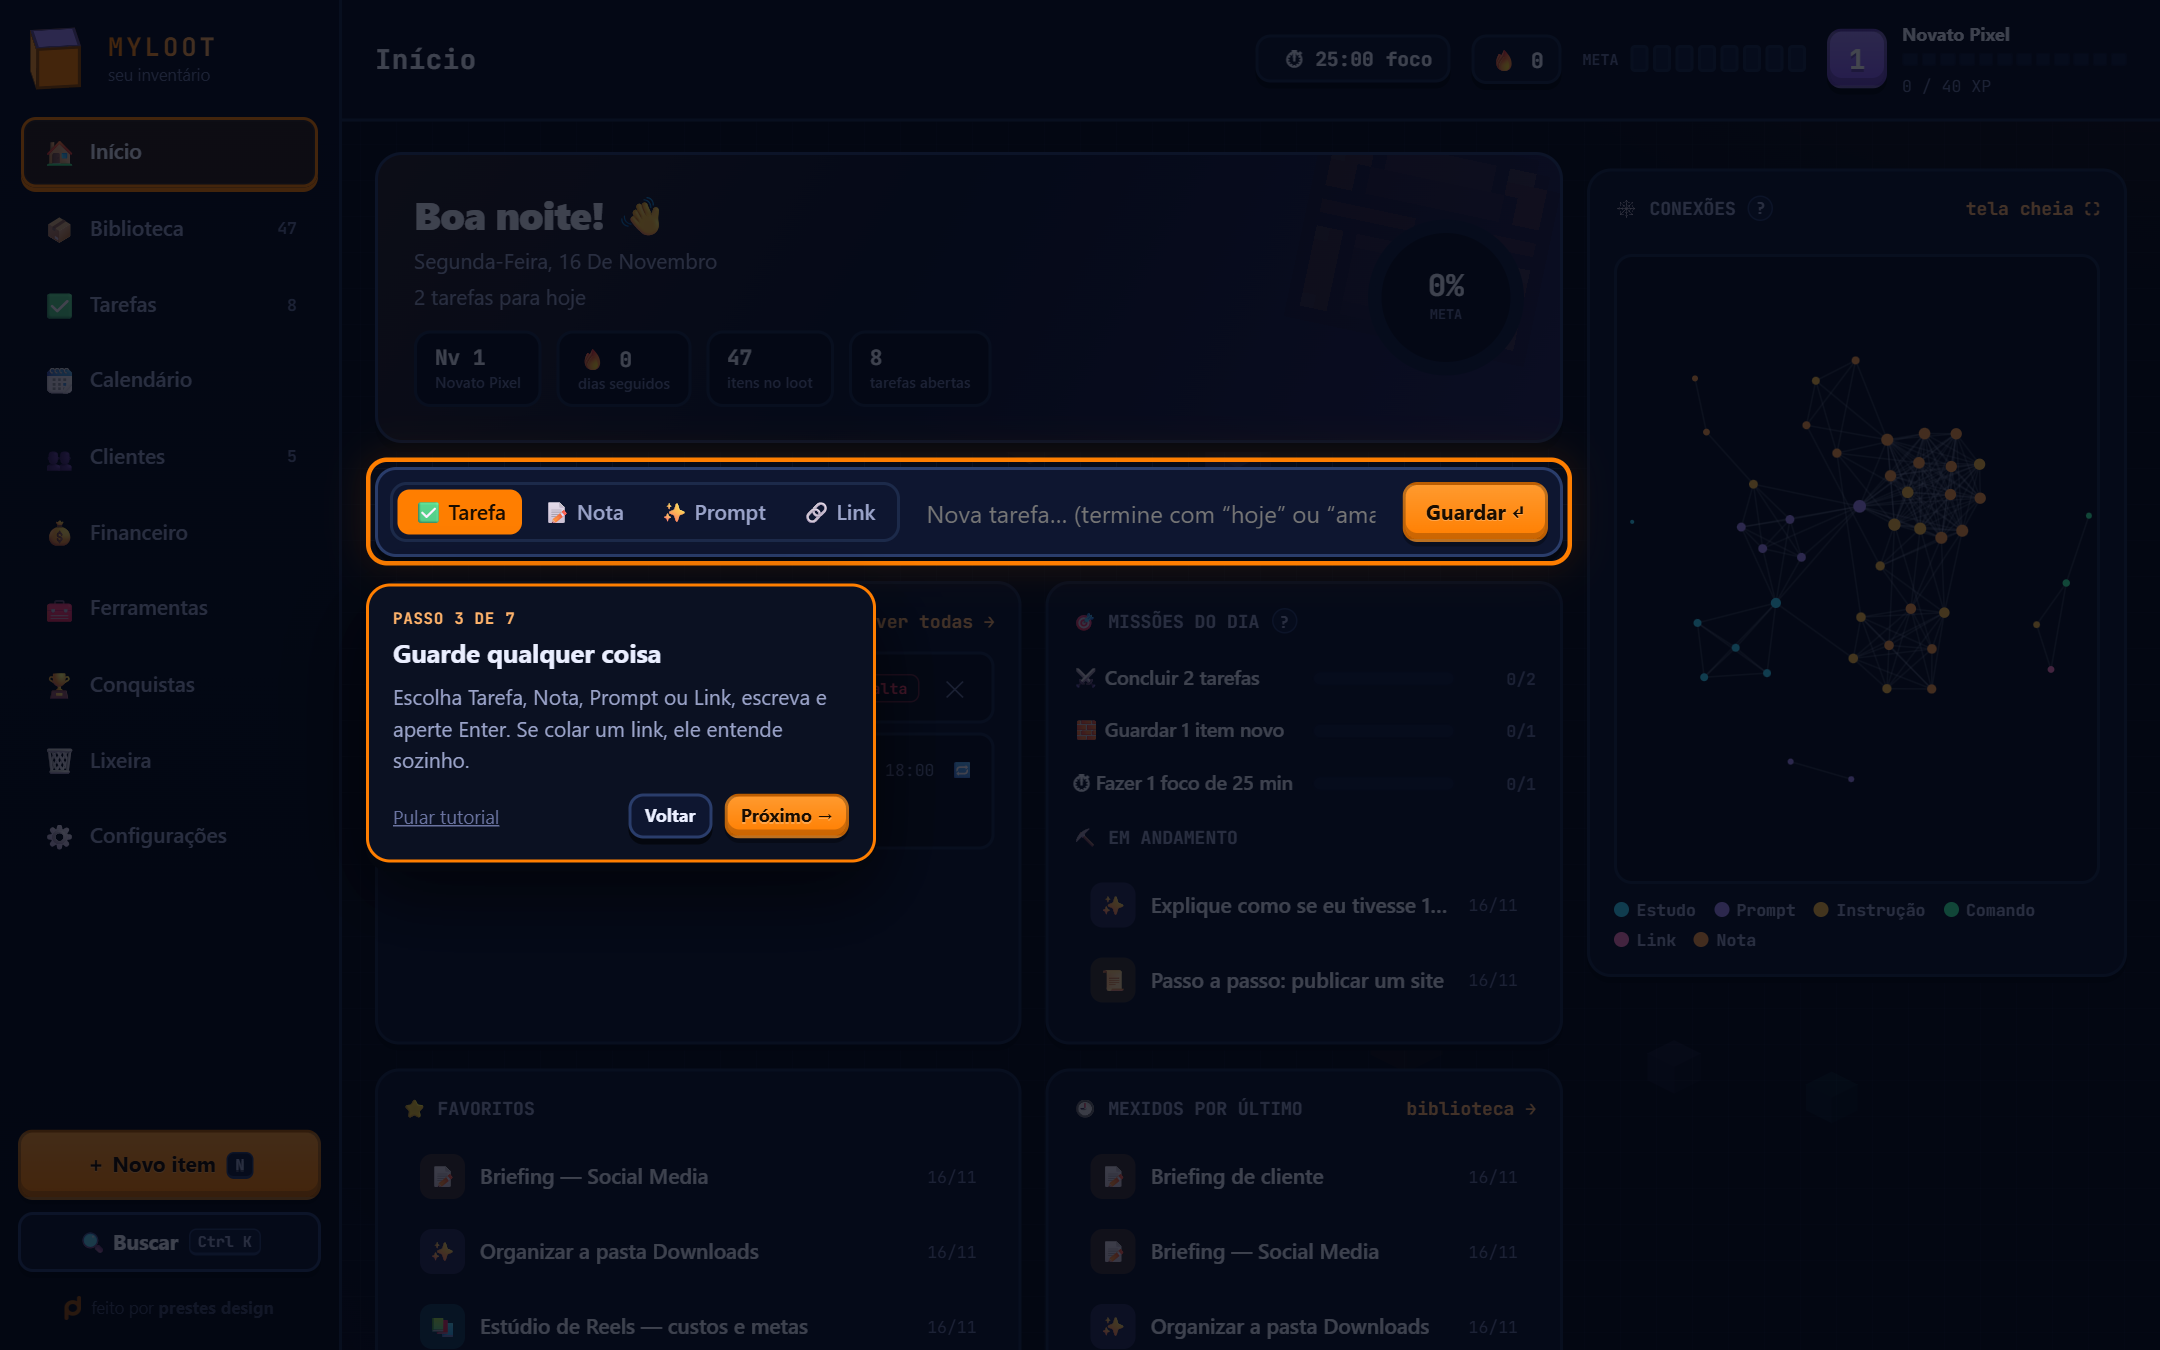 MYLOOT
seu inventário
Início
Biblioteca 47
Tarefas 8
Calendário
Clientes 5
Financeiro
Ferramentas
Conquistas
Lixeira
Configurações
+ Novo item N
Buscar Ctrl K
feito por prestes design
Início
25:00 foco
0
META
1
Novato Pixel
0 / 40 XP
Boa noite!
Segunda-Feira, 16 De Novembro
2 tarefas para hoje
0%
META
Nv 1
Novato Pixel
0
dias seguidos
47
itens no loot
8
tarefas abertas
Tarefa Nota Prompt Link Nova tarefa... (termine com “hoje” ou “ama Guardar ↵
PASSO 3 DE 7
Guarde qualquer coisa
Escolha Tarefa, Nota, Prompt ou Link, escreva e
aperte Enter. Se colar um link, ele entende
sozinho.
Pular tutorial Voltar Próximo →
ver todas →
18:00
MISSÕES DO DIA ?
Concluir 2 tarefas 0/2
Guardar 1 item novo 0/1
Fazer 1 foco de 25 min 0/1
EM ANDAMENTO
Explique como se eu tivesse 1... 16/11
Passo a passo: publicar um site 16/11
FAVORITOS
Briefing — Social Media 16/11
Organizar a pasta Downloads 16/11
Estúdio de Reels — custos e metas 16/11
MEXIDOS POR ÚLTIMO biblioteca →
Briefing de cliente 16/11
Briefing — Social Media 16/11
Organizar a pasta Downloads 16/11
CONEXÕES ? tela cheia
Estudo Prompt Instrução Comando
Link Nota